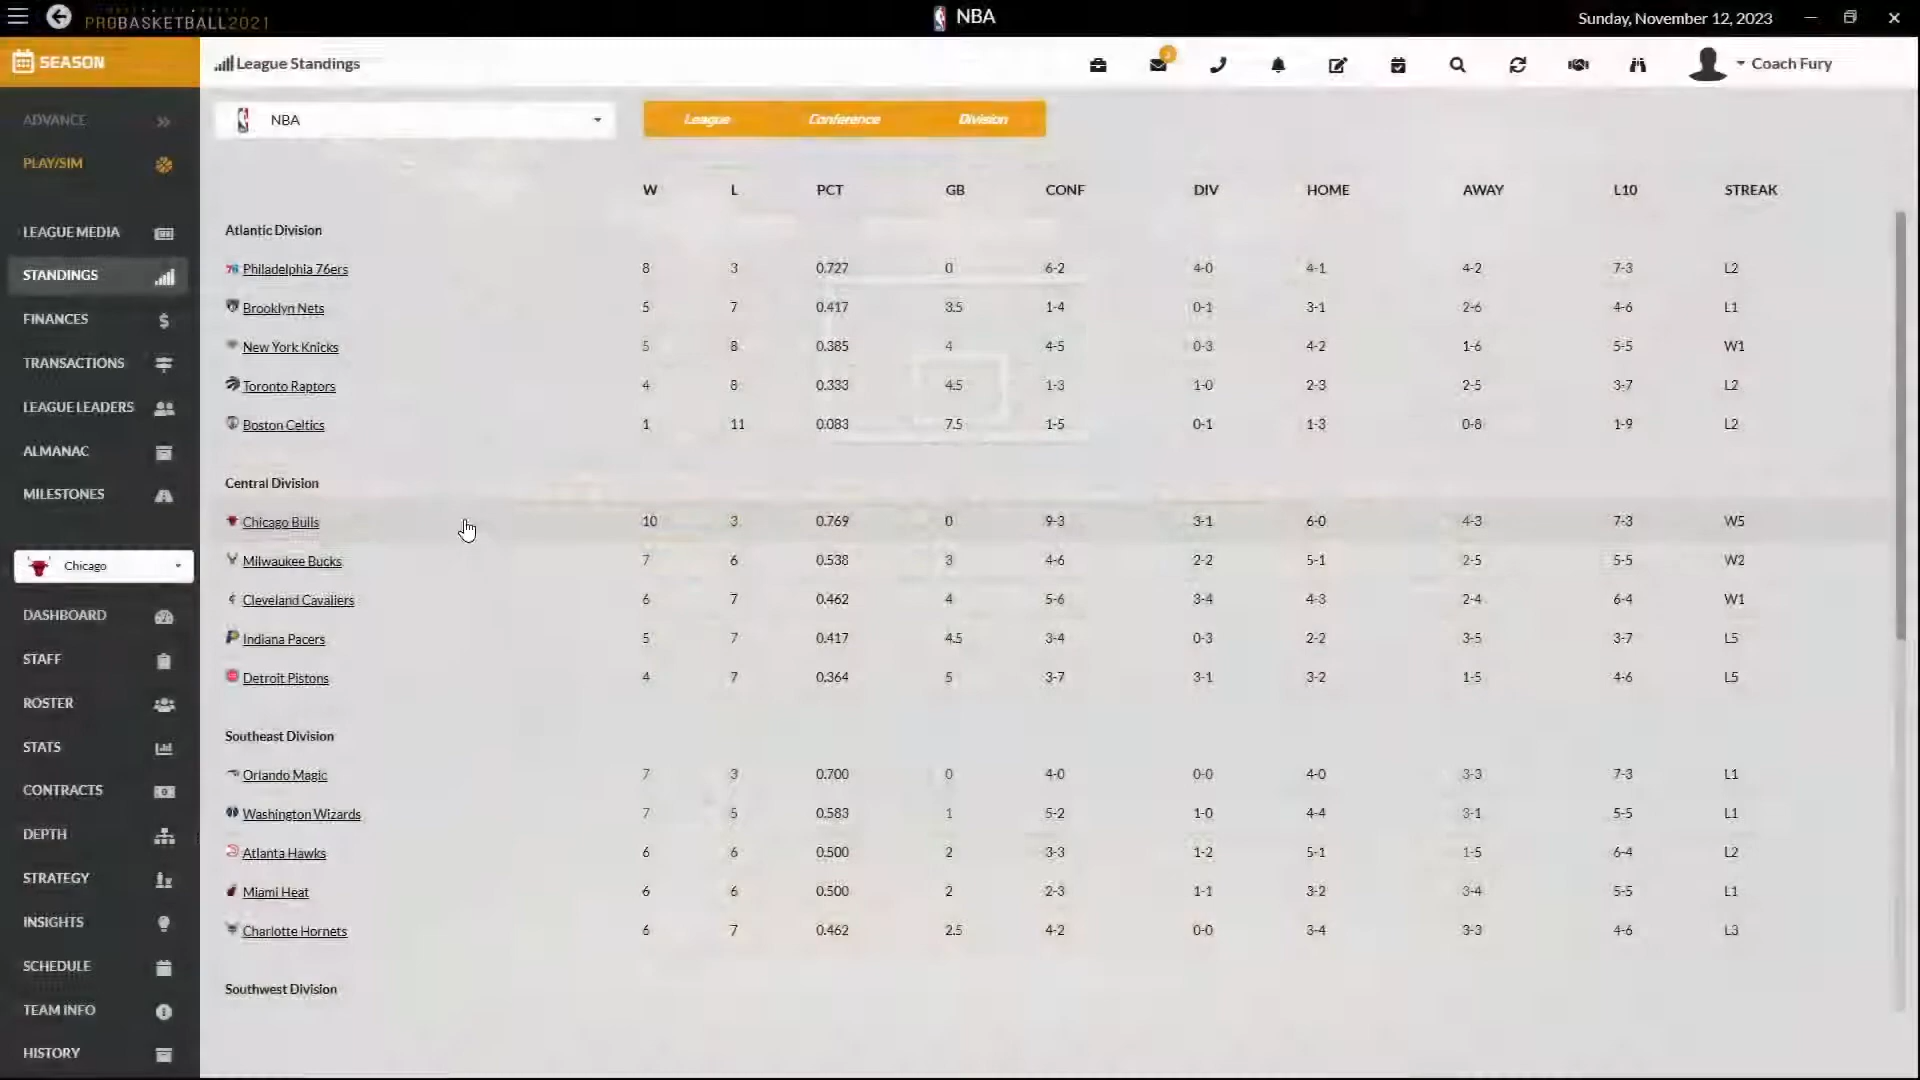 PROBASKETBALL2021
NBA
Sunday, November 12, 2023
SEASON
League Standings
Coach Fury
ADVANCE
NBA
League Conference Division
PLAY/SIM
W L PCT GB CONF DIV HOME AWAY L10 STREAK
LEAGUE MEDIA
Atlantic Division
STANDINGS
Philadelphia 76ers 8 3 0.727 0 6-2 4-0 4-1 4-2 7-3 L2
FINANCES
Brooklyn Nets 5 7 0.417 3.5 1-4 0-1 3-1 2-6 4-6 L1
New York Knicks 5 8 0.385 4 4-5 0-3 4-2 1-6 5-5 W1
TRANSACTIONS
Toronto Raptors 4 8 0.333 4.5 1-3 1-0 2-3 2-5 3-7 L2
LEAGUE LEADERS
Boston Celtics 1 11 0.083 7.5 1-5 0-1 1-3 0-8 1-9 L2
ALMANAC
Central Division
MILESTONES
Chicago Bulls 10 3 0.769 0 9-3 3-1 6-0 4-3 7-3 W5
Chicago
Milwaukee Bucks 7 6 0.538 3 4-6 2-2 5-1 2-5 5-5 W2
Cleveland Cavaliers 6 7 0.462 4 5-6 3-4 4-3 2-4 6-4 W1
DASHBOARD
Indiana Pacers 5 7 0.417 4.5 3-4 0-3 2-2 3-5 3-7 L5
STAFF
Detroit Pistons 4 7 0.364 5 3-7 3-1 3-2 1-5 4-6 L5
ROSTER
Southeast Division
STATS
Orlando Magic 7 3 0.700 0 4-0 0-0 4-0 3-3 7-3 L1
CONTRACTS
Washington Wizards 7 5 0.583 1 5-2 1-0 4-4 3-1 5-5 L1
DEPTH
Atlanta Hawks 6 6 0.500 2 3-3 1-2 5-1 1-5 6-4 L2
STRATEGY
Miami Heat 6 6 0.500 2 2-3 1-1 3-2 3-4 5-5 L1
INSIGHTS
Charlotte Hornets 6 7 0.462 2.5 4-2 0-0 3-4 3-3 4-6 L3
SCHEDULE
Southwest Division
TEAM INFO
HISTORY